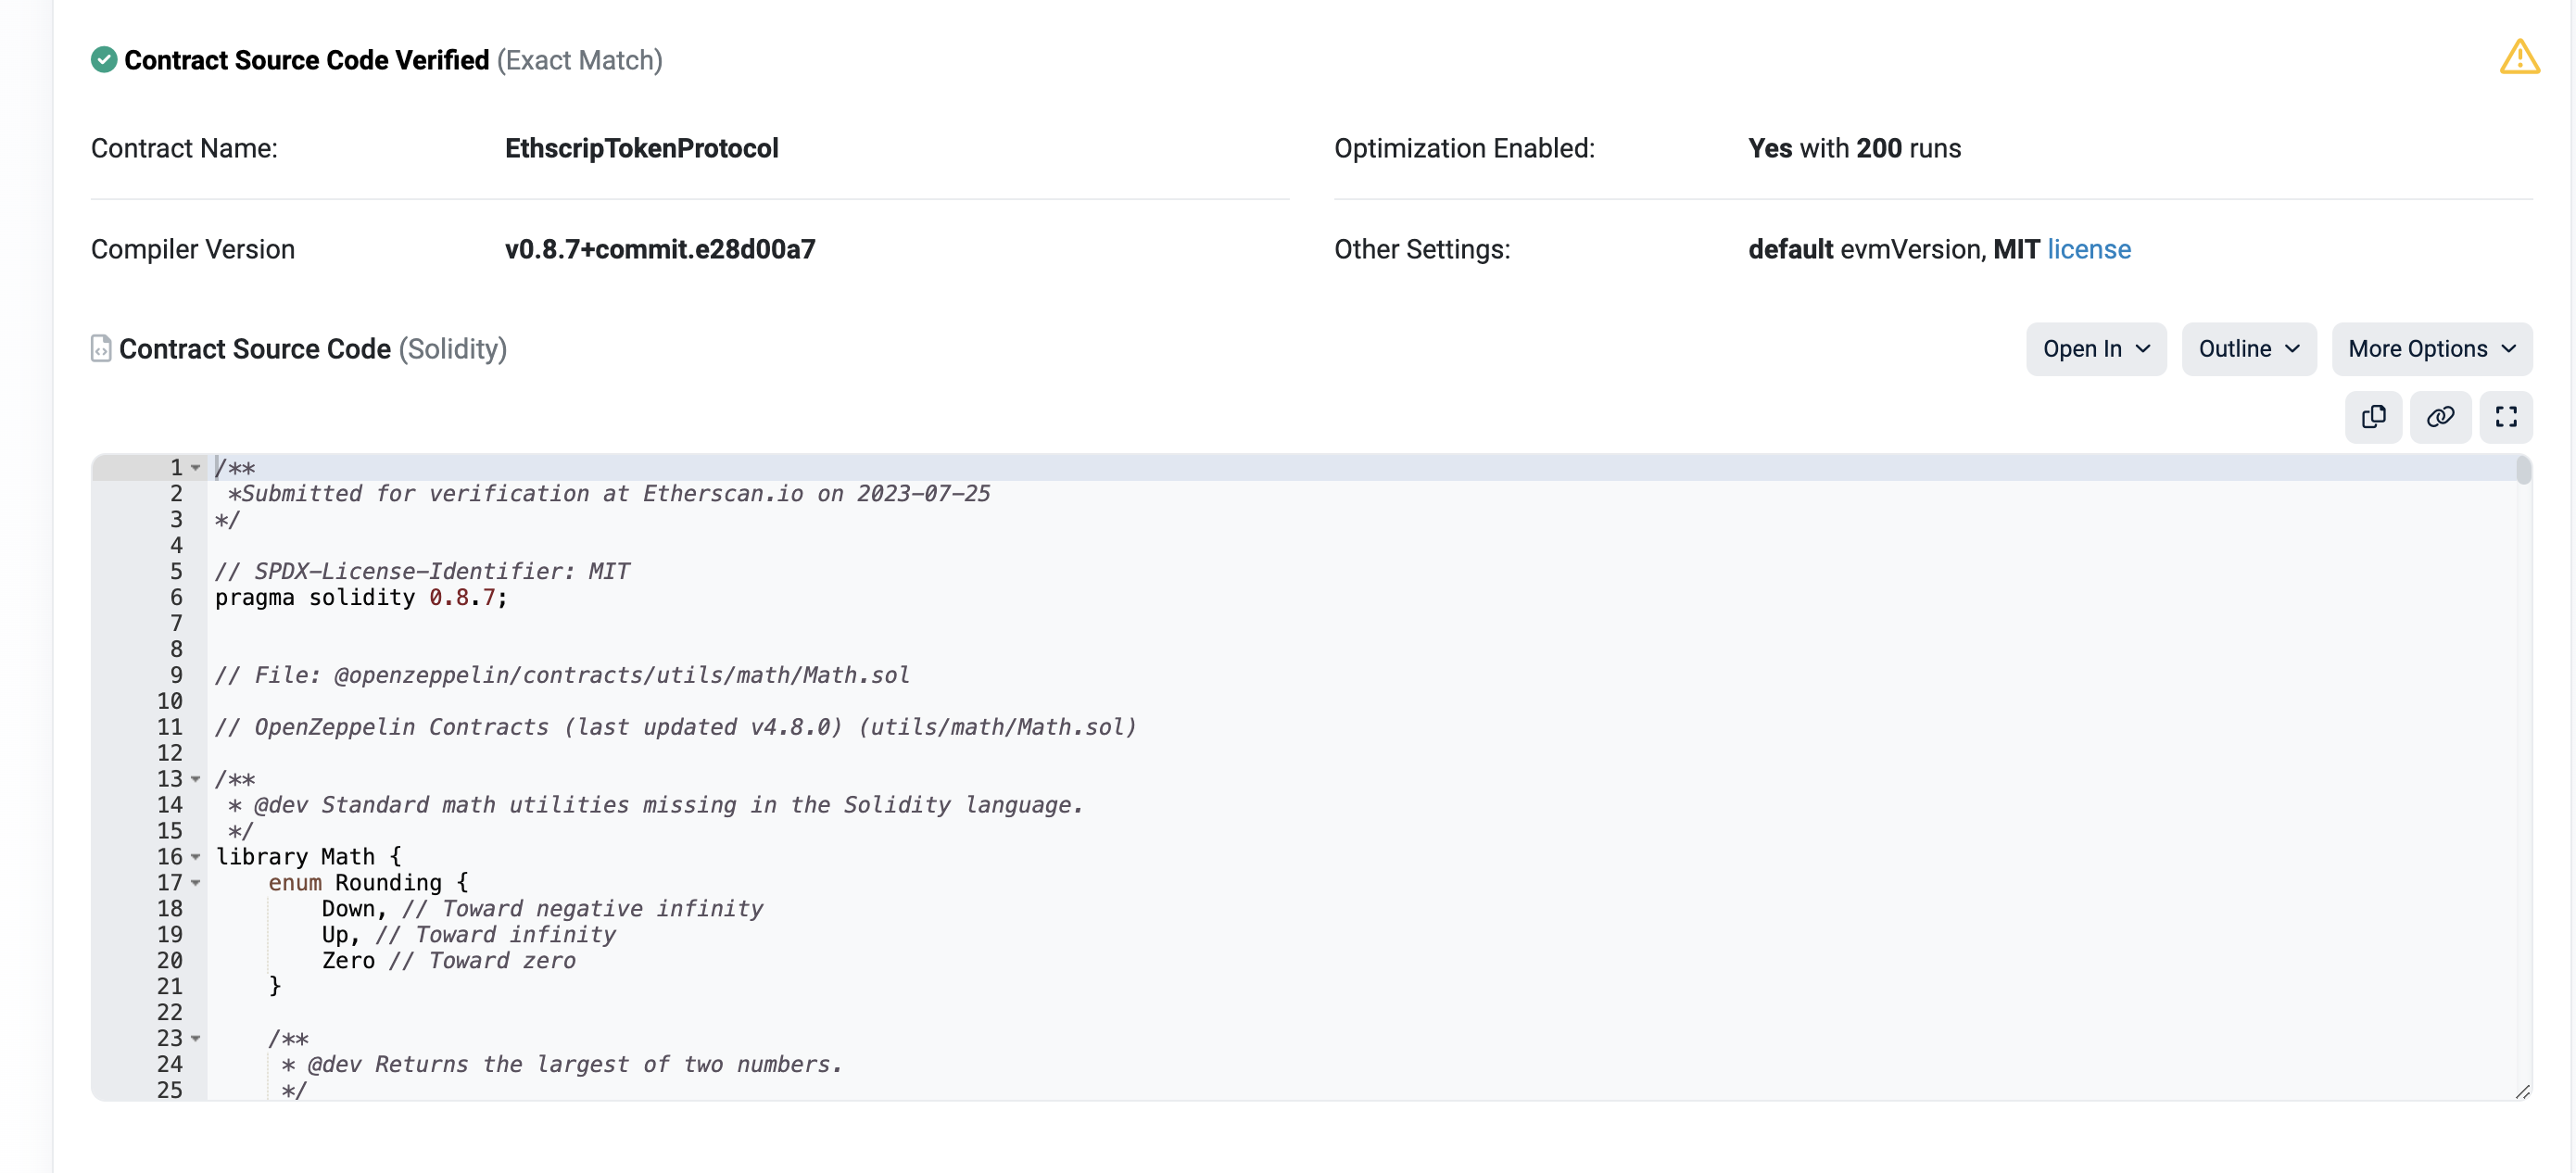 Contract Source Code Verified (Exact Match)
Contract Name: EthscripTokenProtocol Optimization Enabled: Yes with 200 runs
Compiler Version v0.8.7+commit.e28d00a7 Other Settings: default evmVersion, MIT license
Contract Source Code (Solidity) Open In Outline More Options
1 /**
2 *Submitted for verification at Etherscan.io on 2023-07-25
3 */
4
5 // SPDX-License-Identifier: MIT
6 pragma solidity 0.8.7;
7
8
9 // File: @openzeppelin/contracts/utils/math/Math.sol
10
11 // OpenZeppelin Contracts (last updated v4.8.0) (utils/math/Math.sol)
12
13 /**
14 * @dev Standard math utilities missing in the Solidity language.
15 */
16 library Math {
17 enum Rounding {
18 Down, // Toward negative infinity
19 Up, // Toward infinity
20 Zero // Toward zero
21 }
22
23 /**
24 * @dev Returns the largest of two numbers.
25 */